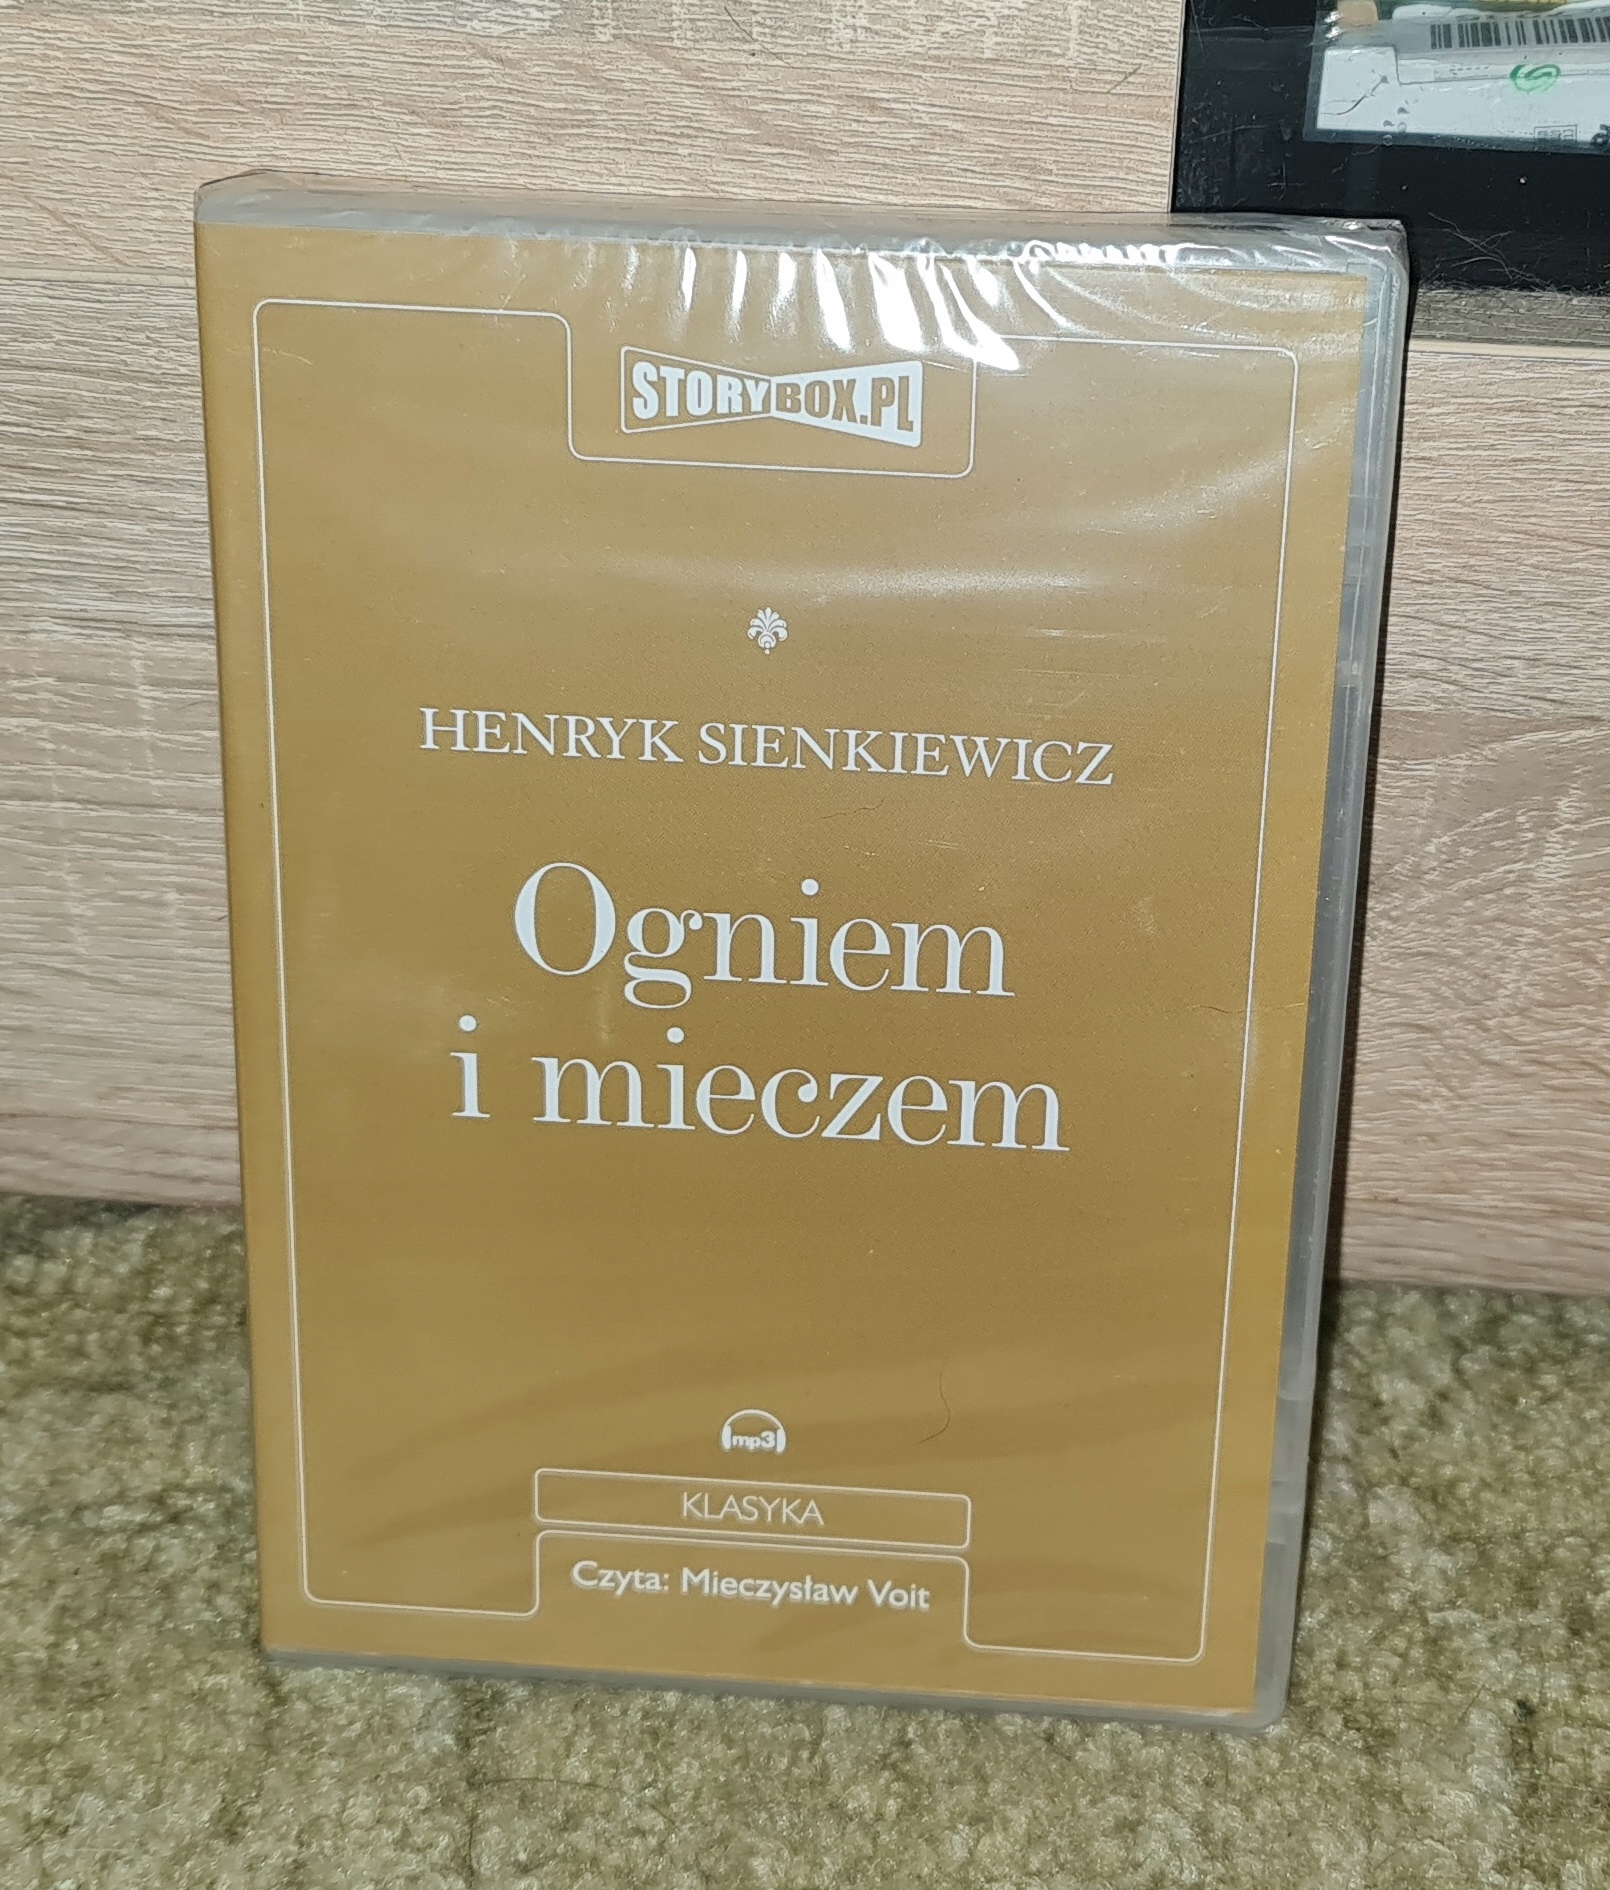 STORYBOX.PL
HENRYK SIENKIEWICZ
Ogniem
i mieczem
mp3
KLASYKA
Czyta: Mieczysław Voit